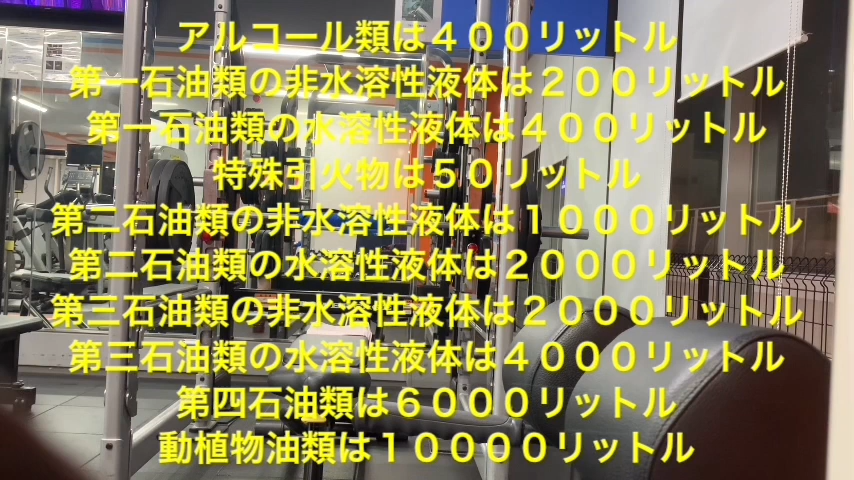 アルコール類は４００リットル
第一石油類の非水溶性液体は２００リットル
第一石油類の水溶性液体は４００リットル
特殊引火物は５０リットル
第二石油類の非水溶性液体は１０００リットル
第二石油類の水溶性液体は２０００リットル
第三石油類の非水溶性液体は２０００リットル
第三石油類の水溶性液体は４０００リットル
第四石油類は６０００リットル
動植物油類は１００００リットル